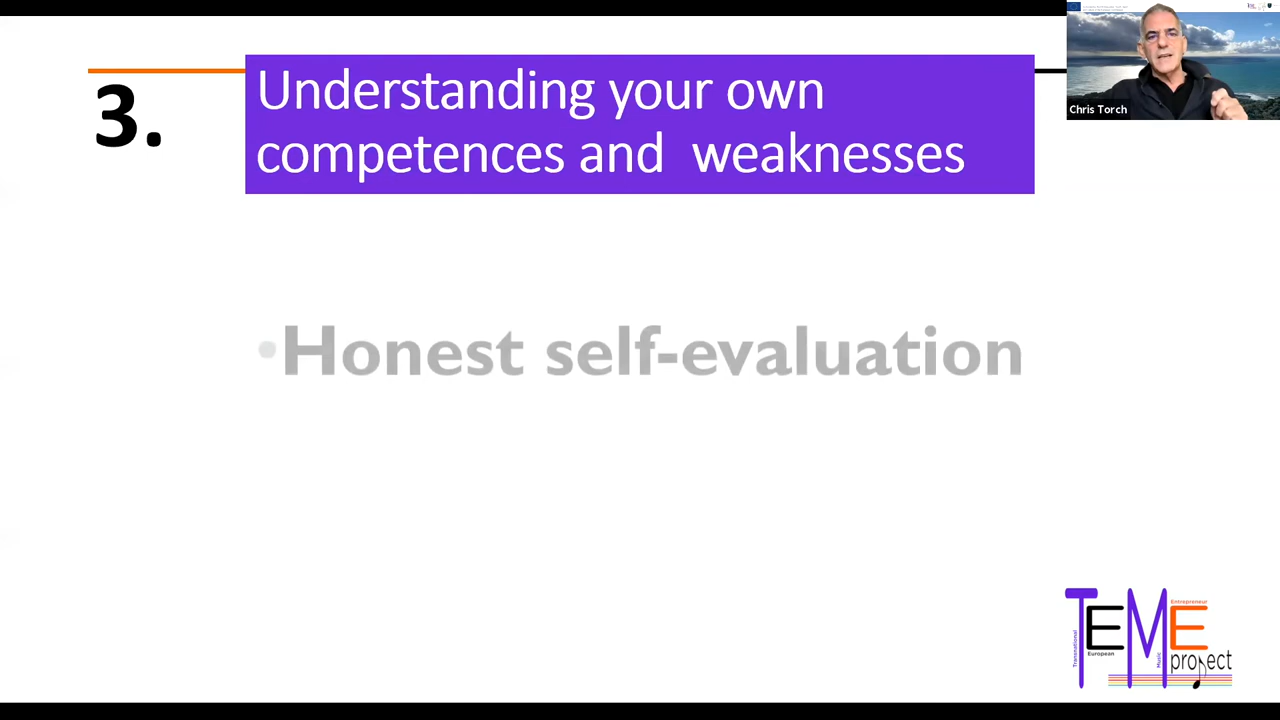 3.
Understanding your own
competences and weaknesses
Chris Torch
•Honest self-evaluation
Transnational
European
Music
Entrepreneur
TEME
project